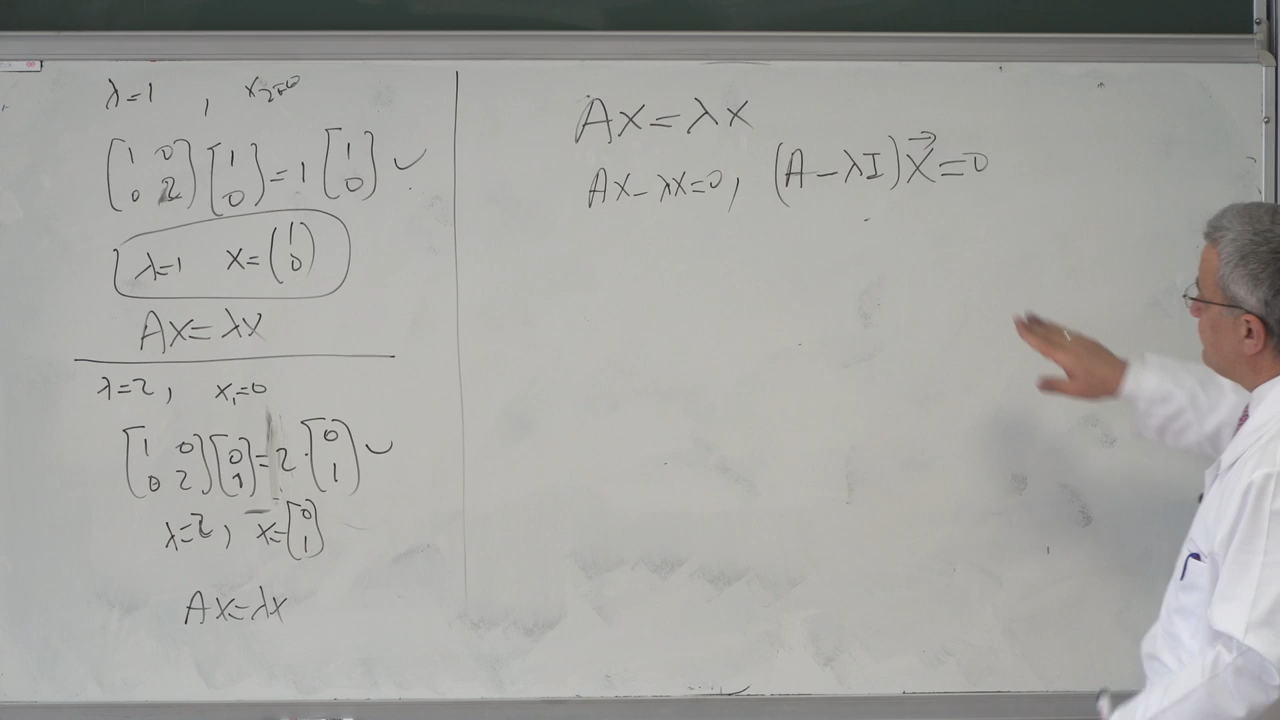 λ=1 , x₂=0
[1 0 0 2] [1 0] = 1 [1 0] ✓
λ=1 x = (1 0)
Ax = λx
λ=2, x₁=0
[1 0 0 2] [0 1] = 2 · [0 1] ✓
λ=2, x = [0 1]
Ax = λx
Ax = λx
Ax - λx = 0, (A - λI) x⃗ = 0